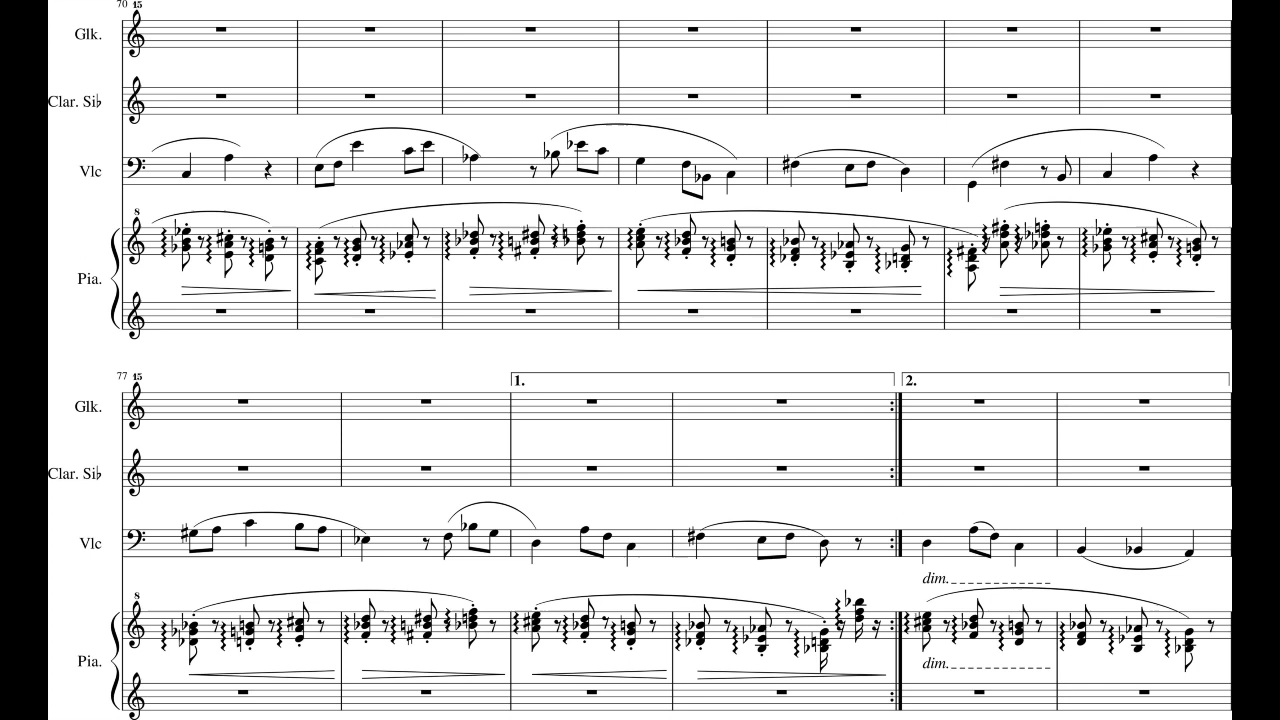 70 15
Glk.
Clar. Si♭
Vlc
8
Pia.
77 15
1.
2.
Glk.
Clar. Si♭
Vlc
dim.
8
Pia.
dim.